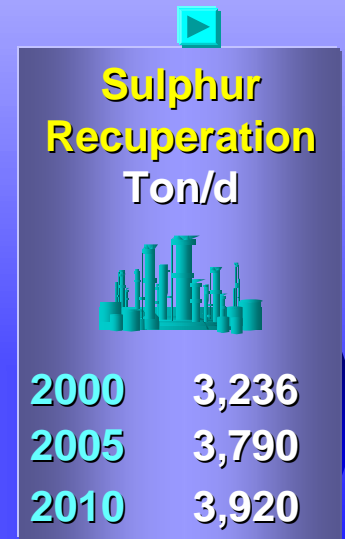 Sulphur
Recuperation
Ton/d
2000 3,236
2005 3,790
2010 3,920